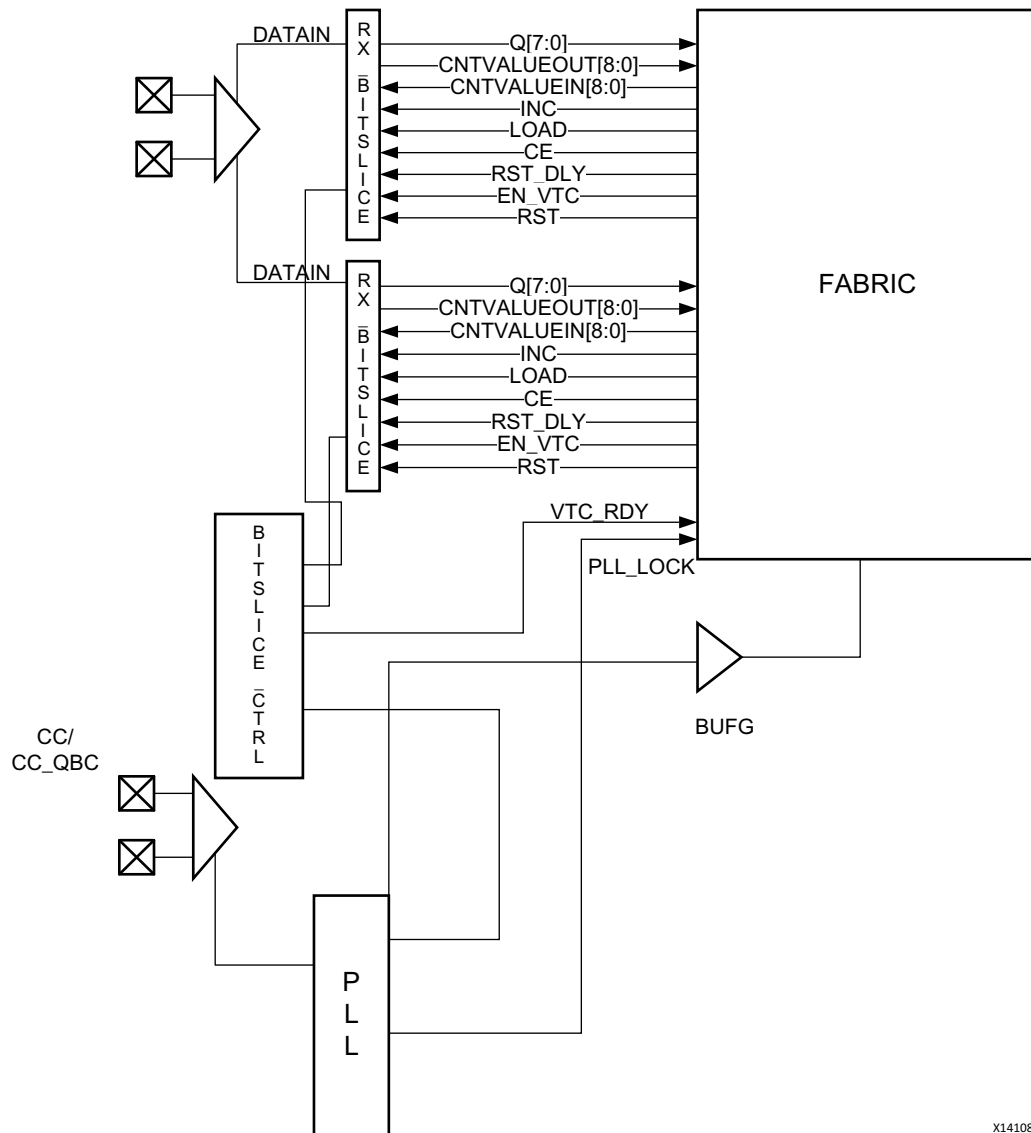 RX_BITSLICE
DATAIN
Q[7:0]
CNTVALUEOUT[8:0]
CNTVALUEIN[8:0]
INC
LOAD
CE
RST_DLY
EN_VTC
RST
FABRIC
RX_BITSLICE
DATAIN
Q[7:0]
CNTVALUEOUT[8:0]
CNTVALUEIN[8:0]
INC
LOAD
CE
RST_DLY
EN_VTC
RST
BITSLICE_CTRL
VTC_RDY
PLL_LOCK
BUFG
CC/
CC_QBC
PLL
X14108